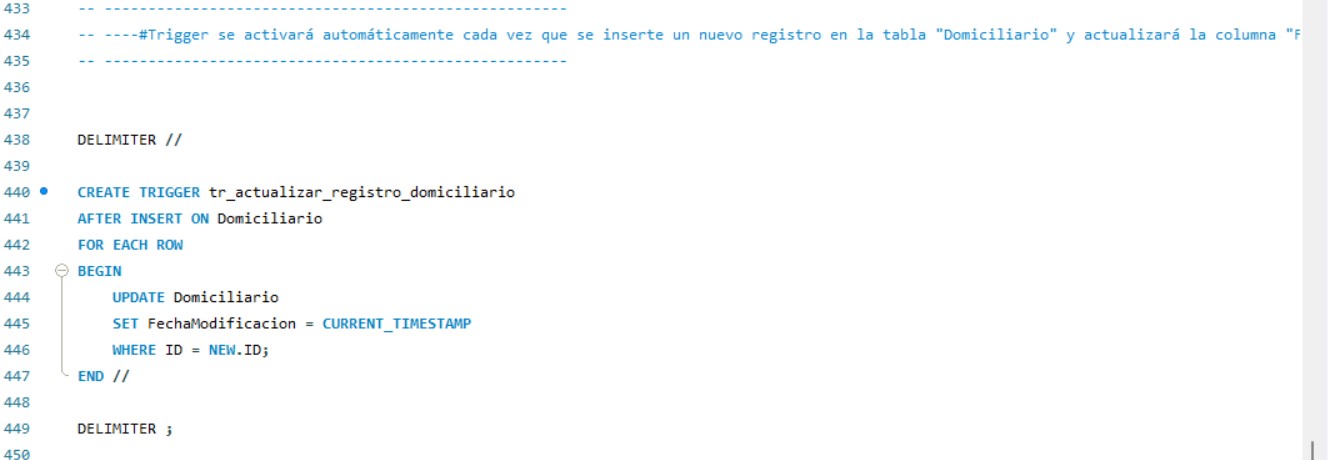 433 -- -----------------------------------------------------
434 -- ----#Trigger se activará automáticamente cada vez que se inserte un nuevo registro en la tabla "Domiciliario" y actualizará la columna "F
435 -- -----------------------------------------------------
436
437
438 DELIMITER //
439
440 CREATE TRIGGER tr_actualizar_registro_domiciliario
441 AFTER INSERT ON Domiciliario
442 FOR EACH ROW
443 BEGIN
444 UPDATE Domiciliario
445 SET FechaModificacion = CURRENT_TIMESTAMP
446 WHERE ID = NEW.ID;
447 END //
448
449 DELIMITER ;
450